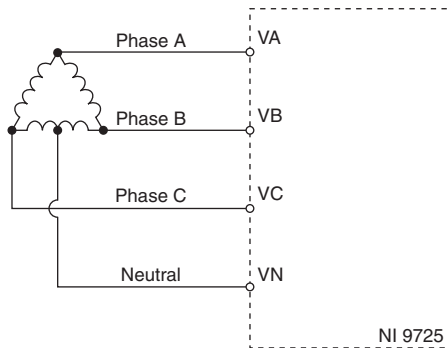 Phase A
VA
Phase B
VB
Phase C
VC
Neutral
VN
NI 9725